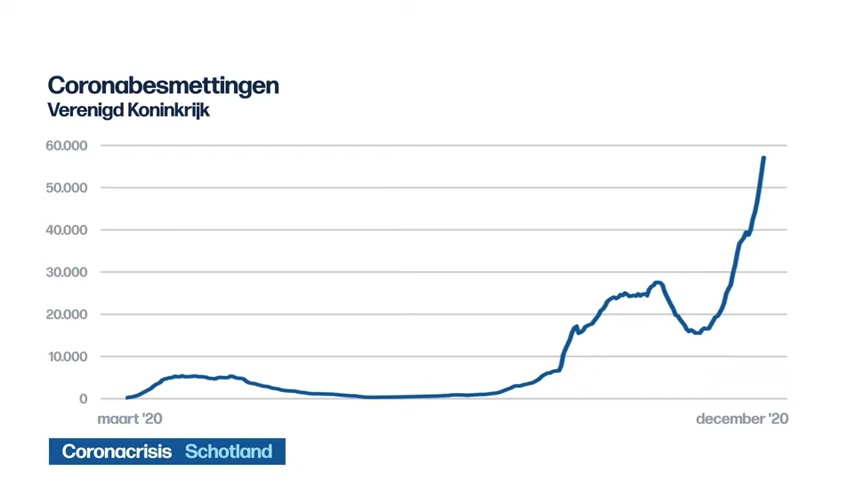 Coronabesmettingen
Verenigd Koninkrijk
60.000
50.000
40.000
30.000
20.000
10.000
0
maart '20 december '20
Coronacrisis Schotland